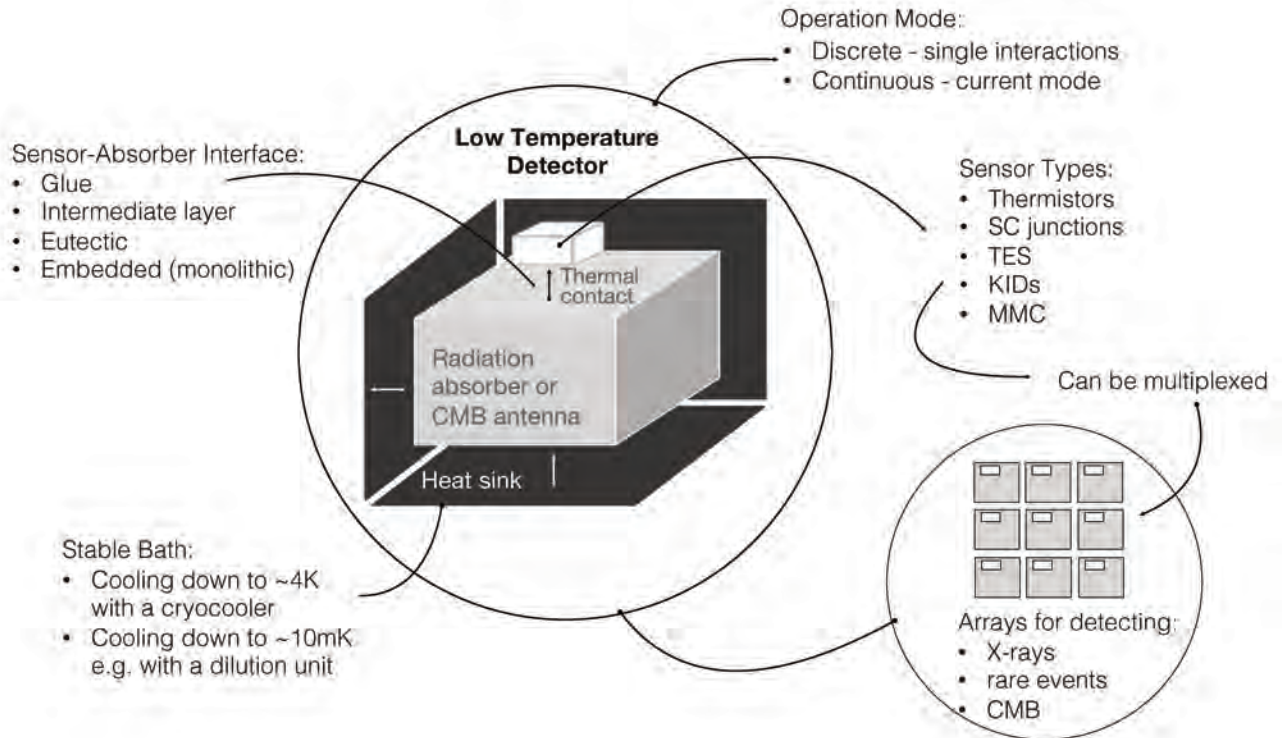 Operation Mode:
• Discrete - single interactions
• Continuous - current mode
Low Temperature
Detector
Sensor-Absorber Interface:
• Glue
• Intermediate layer
• Eutectic
• Embedded (monolithic)
Sensor Types:
• Thermistors
• SC junctions
• TES
• KIDs
• MMC
Thermal
contact
Radiation
absorber or
CMB antenna
Heat sink
Can be multiplexed
Stable Bath:
• Cooling down to ~4K
with a cryocooler
• Cooling down to ~10mK
e.g. with a dilution unit
Arrays for detecting:
• X-rays
• rare events
• CMB